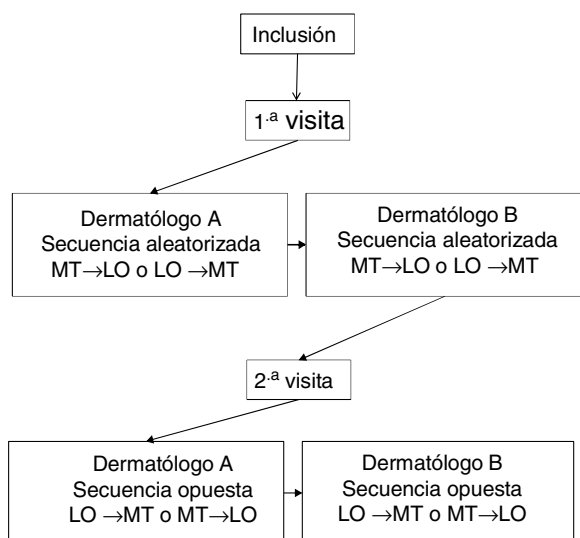 Inclusión
1.ª visita
Dermatólogo A
Secuencia aleatorizada
MT→LO o LO →MT
Dermatólogo B
Secuencia aleatorizada
MT→LO o LO →MT
2.ª visita
Dermatólogo A
Secuencia opuesta
LO →MT o MT→LO
Dermatólogo B
Secuencia opuesta
LO →MT o MT→LO